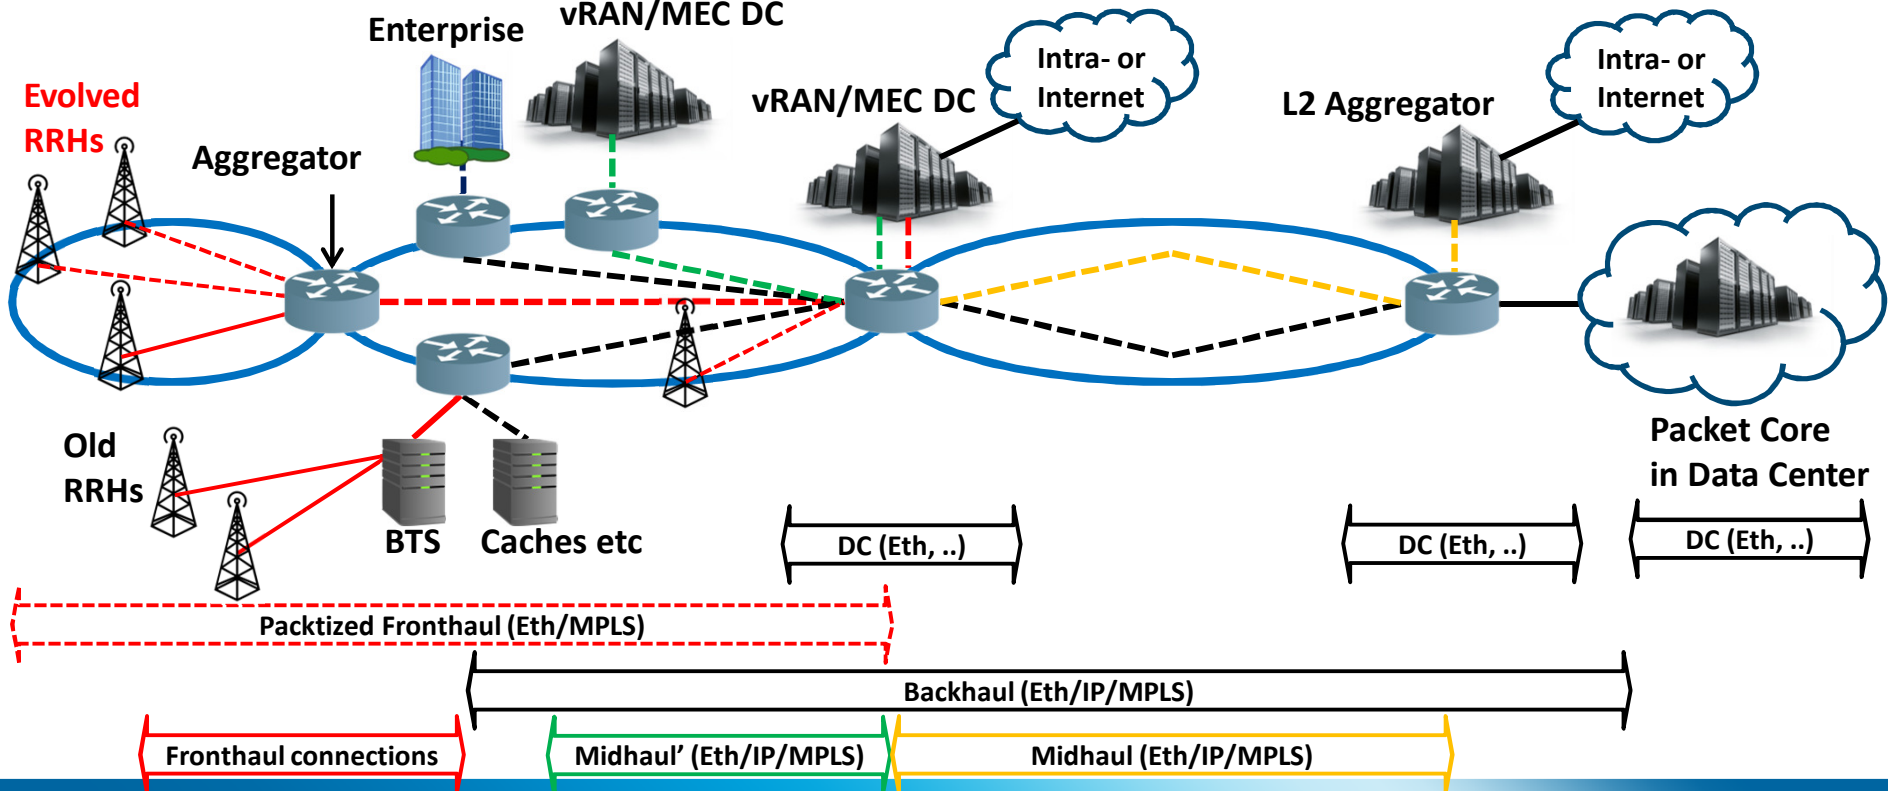 Enterprise
vRAN/MEC DC
Intra- or
Internet
Intra- or
Internet
Evolved
RRHs
vRAN/MEC DC
L2 Aggregator
Aggregator
Old
RRHs
BTS
Caches etc
Packet Core
in Data Center
DC (Eth, ..)
DC (Eth, ..)
DC (Eth, ..)
Packtized Fronthaul (Eth/MPLS)
Backhaul (Eth/IP/MPLS)
Fronthaul connections
Midhaul’ (Eth/IP/MPLS)
Midhaul (Eth/IP/MPLS)